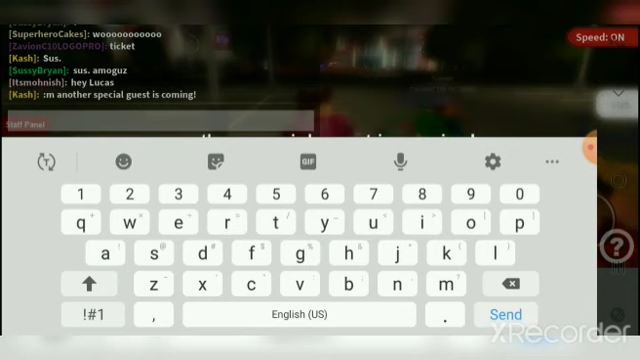 [SuperheroCakes]: wooooooooooo
[ZavionC10LOGOPRO]: ticket
[Kash]: Sus.
[SussyBryan]: sus. amoguz
[Itsmohnish]: hey Lucas
[Kash]: :m another special guest is coming!
Speed: ON
Staff Panel
GIF
1 2 3 4 5 6 7 8 9 0
q w e r t y u i o p
a s d f g h j k l
z x c v b n m
!#1 , English (US) . Send
?
XRecorder